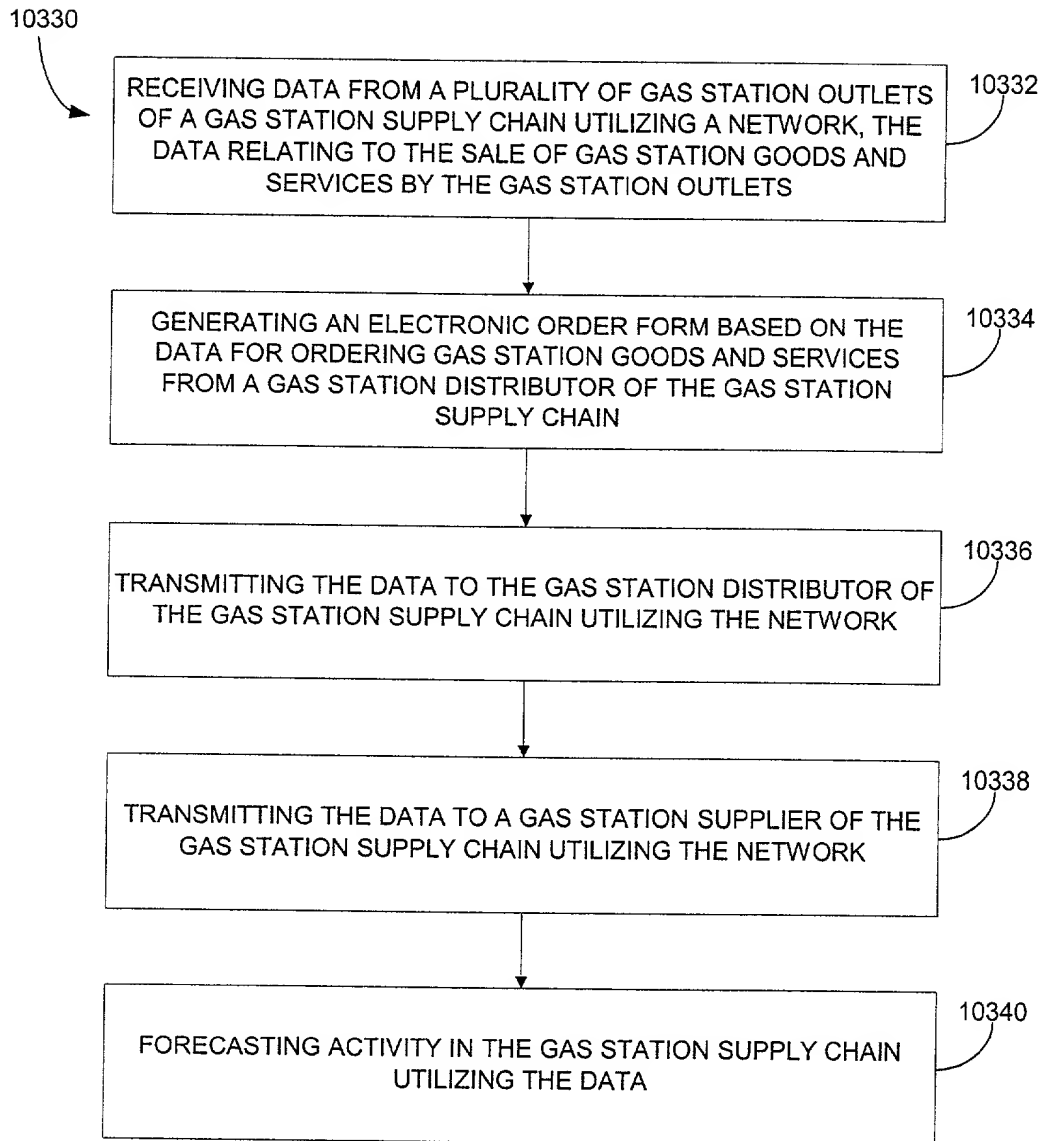 10330
RECEIVING DATA FROM A PLURALITY OF GAS STATION OUTLETS
OF A GAS STATION SUPPLY CHAIN UTILIZING A NETWORK, THE
DATA RELATING TO THE SALE OF GAS STATION GOODS AND
SERVICES BY THE GAS STATION OUTLETS
10332
GENERATING AN ELECTRONIC ORDER FORM BASED ON THE
DATA FOR ORDERING GAS STATION GOODS AND SERVICES
FROM A GAS STATION DISTRIBUTOR OF THE GAS STATION
SUPPLY CHAIN
10334
TRANSMITTING THE DATA TO THE GAS STATION DISTRIBUTOR OF
THE GAS STATION SUPPLY CHAIN UTILIZING THE NETWORK
10336
TRANSMITTING THE DATA TO A GAS STATION SUPPLIER OF THE
GAS STATION SUPPLY CHAIN UTILIZING THE NETWORK
10338
FORECASTING ACTIVITY IN THE GAS STATION SUPPLY CHAIN
UTILIZING THE DATA
10340